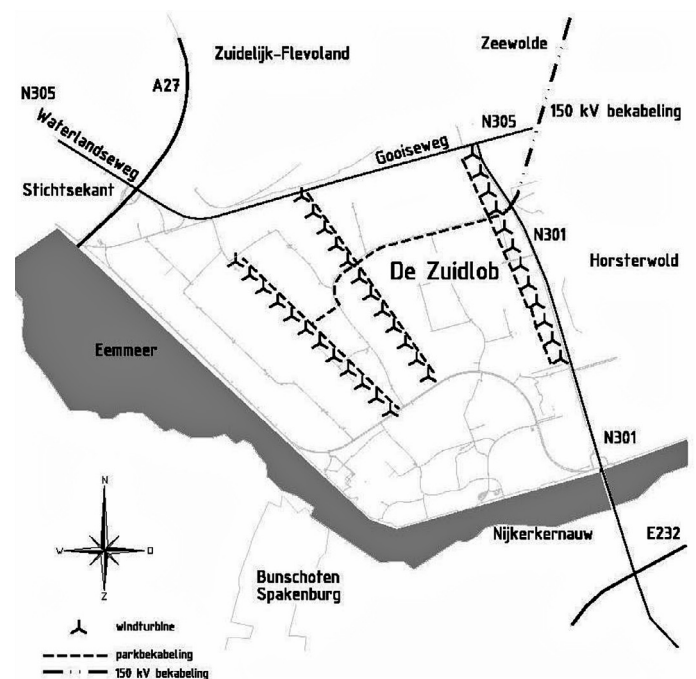 Zeewolde
Zuidelijk-Flevoland
A27
N305
150 kV bekabeling
N305
Waterlandseweg
Gooiseweg
Stichtsekant
N301
Horsterwold
De Zuidlob
Eemmeer
N301
N
Nijkerkernauw
E232
W
O
Bunschoten
Spakenburg
Z
windturbine
parkbekabeling
150 kV bekabeling